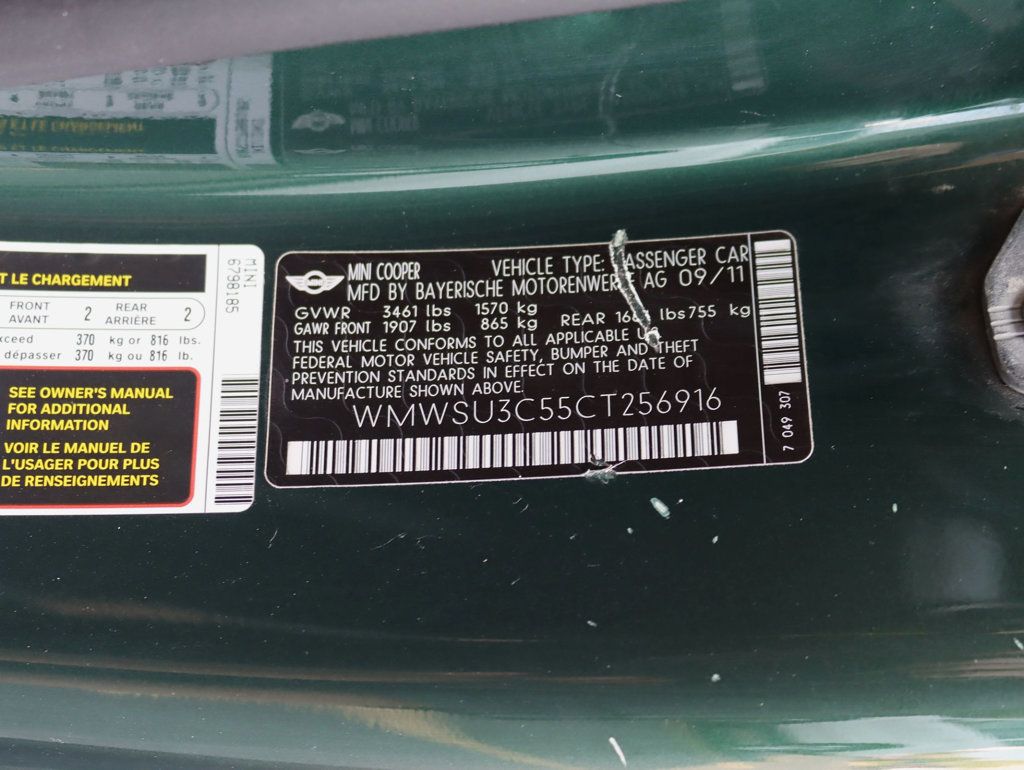 T LE CHARGEMENT
FRONT AVANT 2 REAR ARRIÈRE 2
xceed 370 kg or 816 lbs.
dépasser 370 kg ou 816 lb.
SEE OWNER'S MANUAL
FOR ADDITIONAL
INFORMATION
VOIR LE MANUEL DE
L'USAGER POUR PLUS
DE RENSEIGNEMENTS
MINI
6798185
MINI
MINI COOPER VEHICLE TYPE: PASSENGER CAR
MFD BY BAYERISCHE MOTORENWERKE AG 09/11
GVWR 3461 lbs 1570 kg
GAWR FRONT 1907 lbs 865 kg REAR lbs 755 kg
THIS VEHICLE CONFORMS TO ALL APPLICABLE
FEDERAL MOTOR VEHICLE SAFETY, BUMPER AND THEFT
PREVENTION STANDARDS IN EFFECT ON THE DATE OF
MANUFACTURE SHOWN ABOVE.
WMWSU3C55CT256916
7 049 307